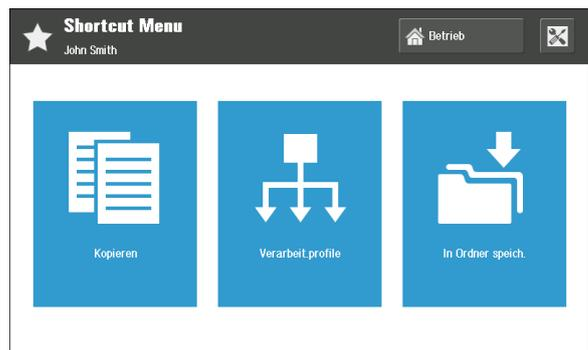 Shortcut Menu
John Smith
Betrieb
Kopieren
Verarbeit.profile
In Ordner speich.